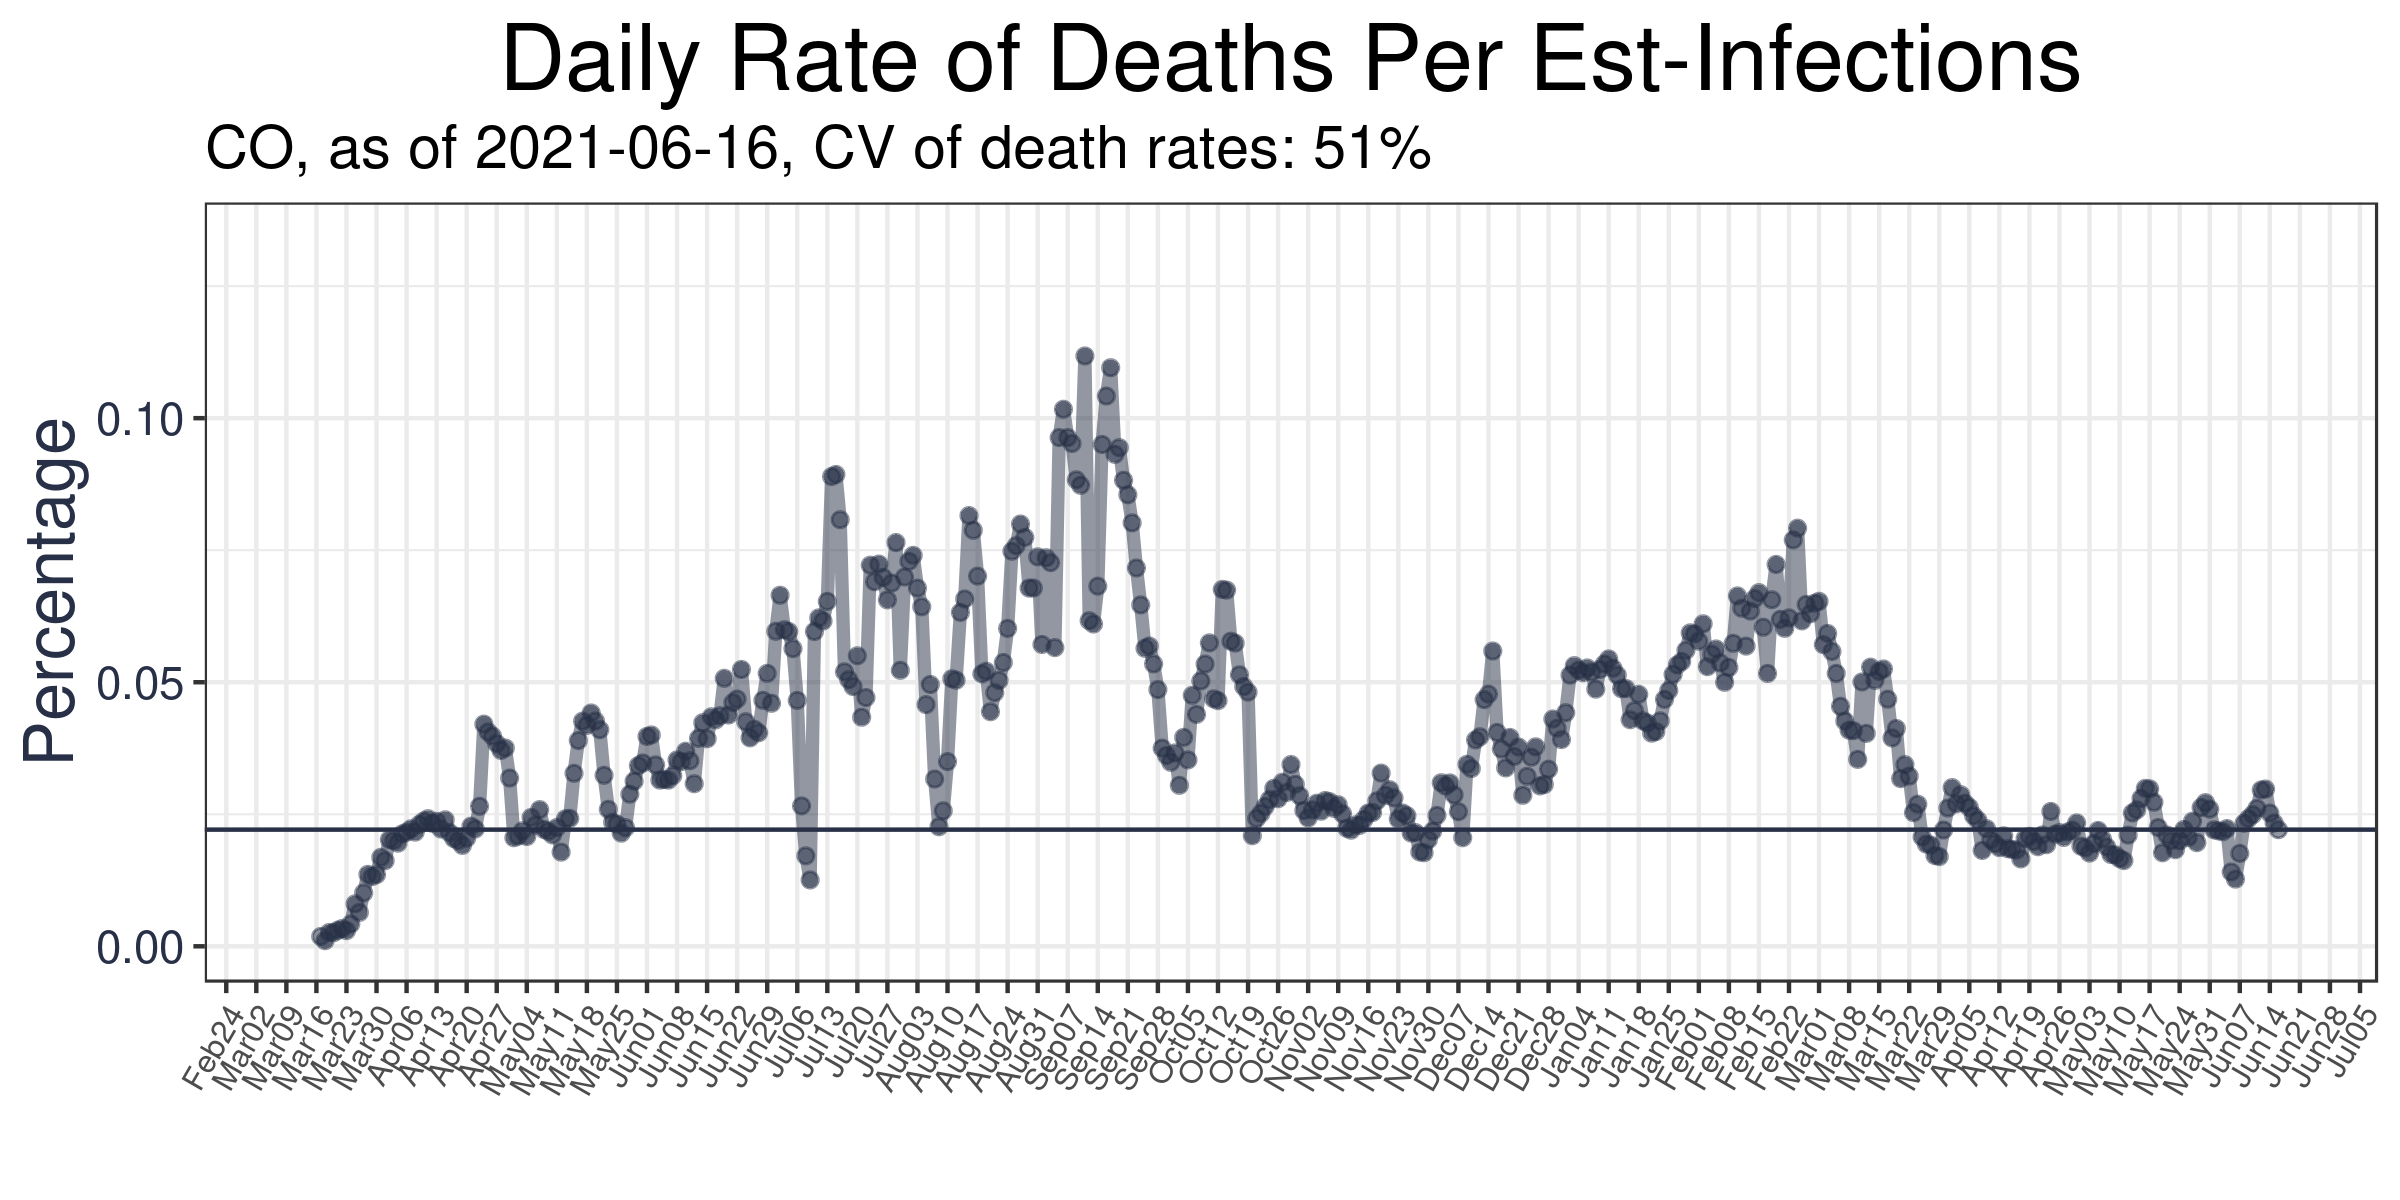 Daily Rate of Deaths Per Est-Infections
CO, as of 2021-06-16, CV of death rates: 51%
Percentage
0.10
0.05
0.00
Feb24
Mar02
Mar09
Mar16
Mar23
Mar30
Apr06
Apr13
Apr20
Apr27
May04
May11
May18
May25
Jun01
Jun08
Jun15
Jun22
Jun29
Jul06
Jul13
Jul20
Jul27
Aug03
Aug10
Aug17
Aug24
Aug31
Sep07
Sep14
Sep21
Sep28
Oct05
Oct12
Oct19
Oct26
Nov02
Nov09
Nov16
Nov23
Nov30
Dec07
Dec14
Dec21
Dec28
Jan04
Jan11
Jan18
Jan25
Feb01
Feb08
Feb15
Feb22
Mar01
Mar08
Mar15
Mar22
Mar29
Apr05
Apr12
Apr19
Apr26
May03
May10
May17
May24
May31
Jun07
Jun14
Jun21
Jun28
Jul05